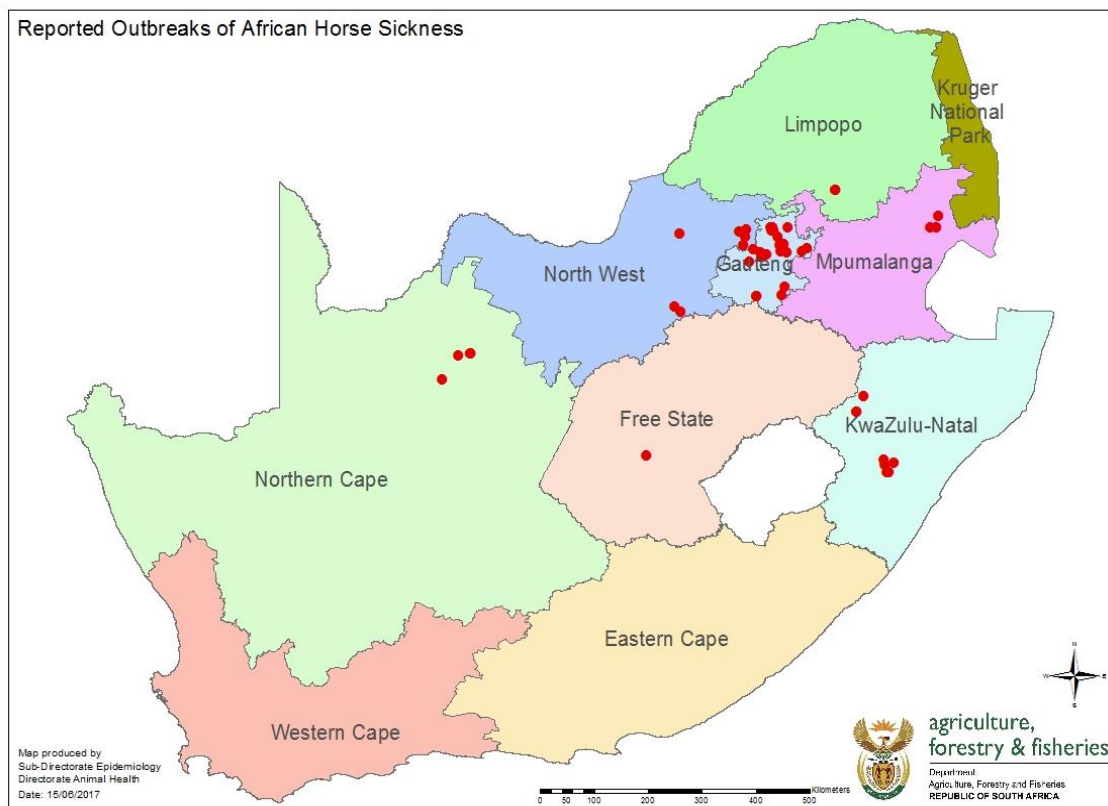 Reported Outbreaks of African Horse Sickness
Kruger
National
Park
Limpopo
Mpumalanga
Gauteng
North West
Free State
KwaZulu-Natal
Northern Cape
Eastern Cape
Western Cape
N
W
E
S
Map produced by
Sub-Directorate Epidemiology
Directorate Animal Health
Date: 15/06/2017
Kilometers
0 25 50 100 200 300 400 500
agriculture,
forestry & fisheries
Department:
Agriculture, Forestry and Fisheries
REPUBLIC OF SOUTH AFRICA